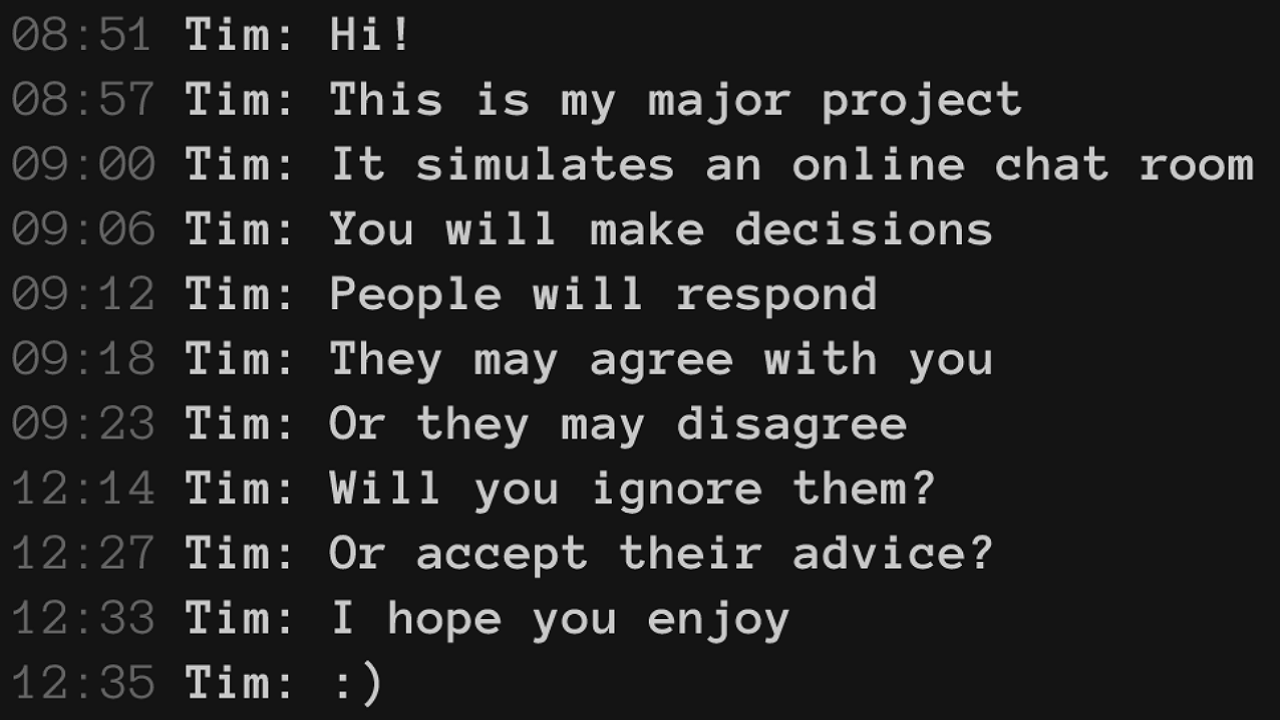 08:51 Tim: Hi!
08:57 Tim: This is my major project
09:00 Tim: It simulates an online chat room
09:06 Tim: You will make decisions
09:12 Tim: People will respond
09:18 Tim: They may agree with you
09:23 Tim: Or they may disagree
12:14 Tim: Will you ignore them?
12:27 Tim: Or accept their advice?
12:33 Tim: I hope you enjoy
12:35 Tim: :)